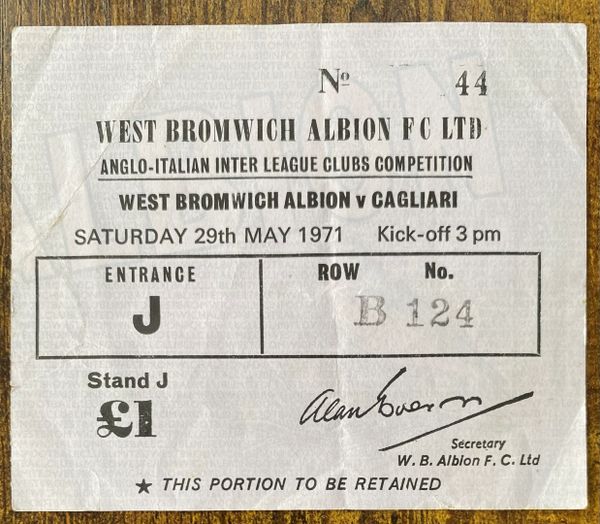 Nº 44
WEST BROMWICH ALBION F C LTD
ANGLO-ITALIAN INTER LEAGUE CLUBS COMPETITION
WEST BROMWICH ALBION v CAGLIARI
SATURDAY 29th MAY 1971 Kick-off 3 pm
ENTRANCE ROW No.
J B 124
Stand J
£1
Secretary
W. B. Albion F. C. Ltd
★ THIS PORTION TO BE RETAINED
ALBION